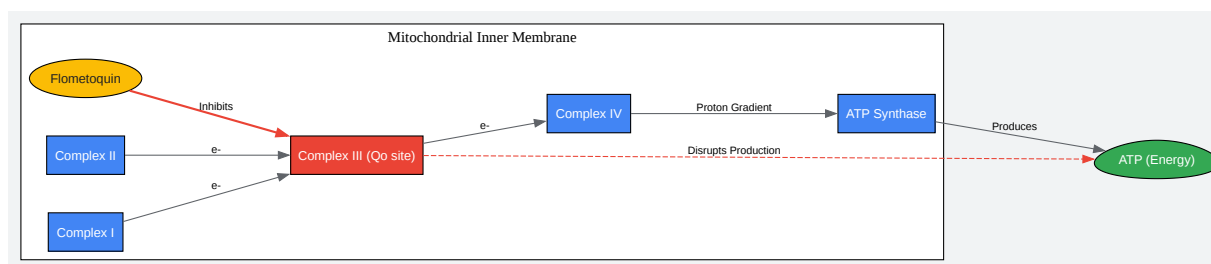 Mitochondrial Inner Membrane
Flometoquin
Inhibits
Complex IV
Proton Gradient
ATP Synthase
Produces
e-
Complex II
e-
Complex III (Qo site)
Disrupts Production
ATP (Energy)
e-
Complex I